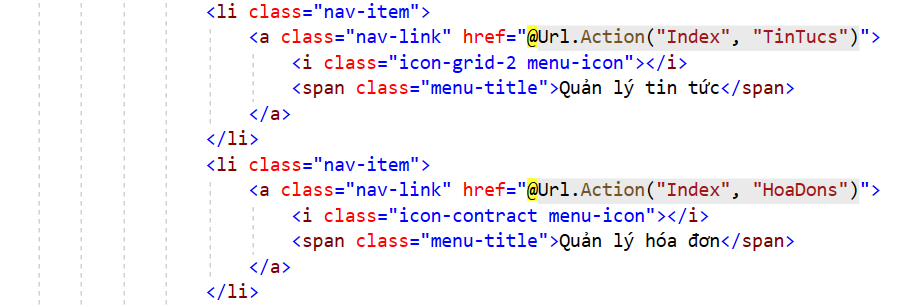 <li class="nav-item">
<a class="nav-link" href="@Url.Action("Index", "TinTucs")">
<i class="icon-grid-2 menu-icon"></i>
<span class="menu-title">Quản lý tin tức</span>
</a>
</li>
<li class="nav-item">
<a class="nav-link" href="@Url.Action("Index", "HoaDons")">
<i class="icon-contract menu-icon"></i>
<span class="menu-title">Quản lý hóa đơn</span>
</a>
</li>